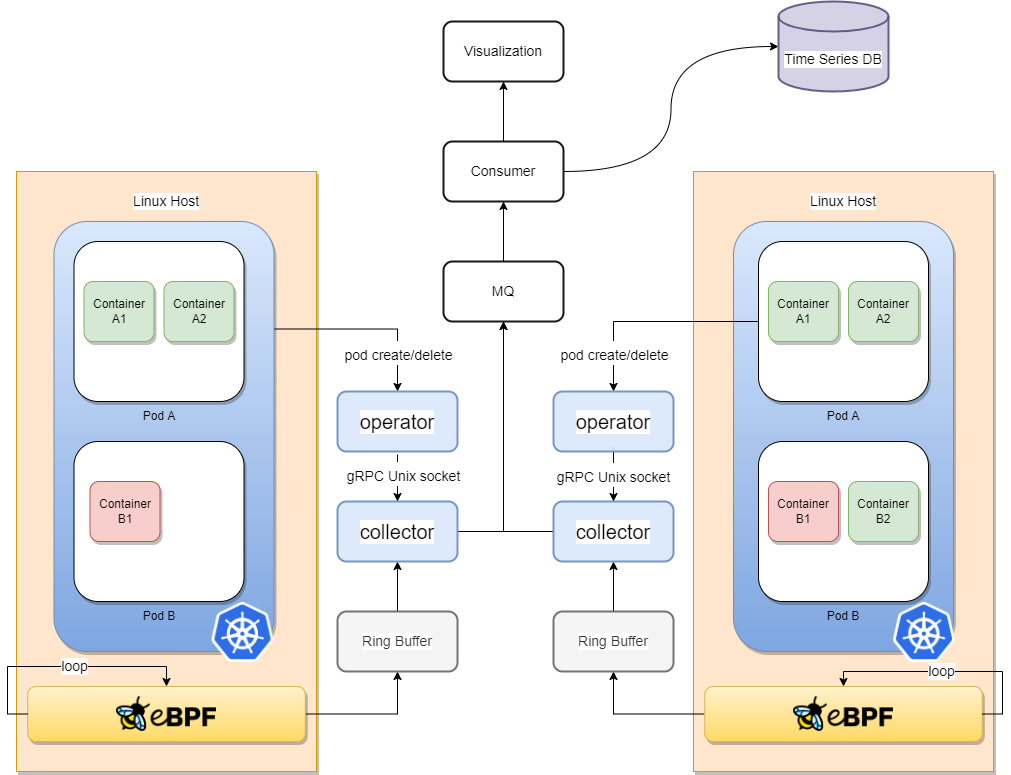 Visualization
Time Series DB
Consumer
MQ
Linux Host
Container
A1
Container
A2
Pod A
Container
B1
Pod B
loop
eBPF
pod create/delete
operator
gRPC Unix socket
collector
Ring Buffer
pod create/delete
operator
gRPC Unix socket
collector
Ring Buffer
Linux Host
Container
A1
Container
A2
Pod A
Container
B1
Container
B2
Pod B
loop
eBPF